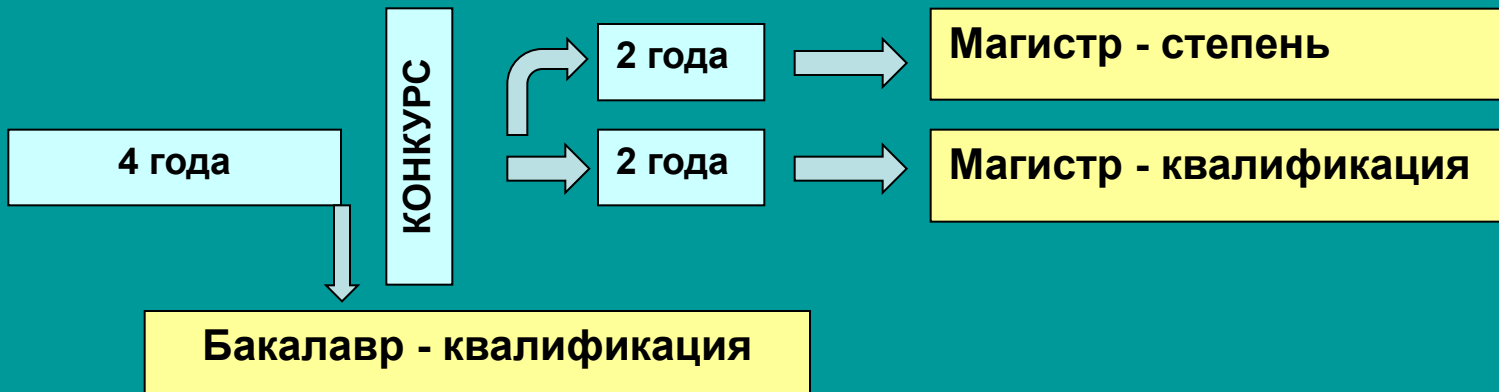 2 года
Магистр - степень
КОНКУРС
4 года
2 года
Магистр - квалификация
Бакалавр - квалификация